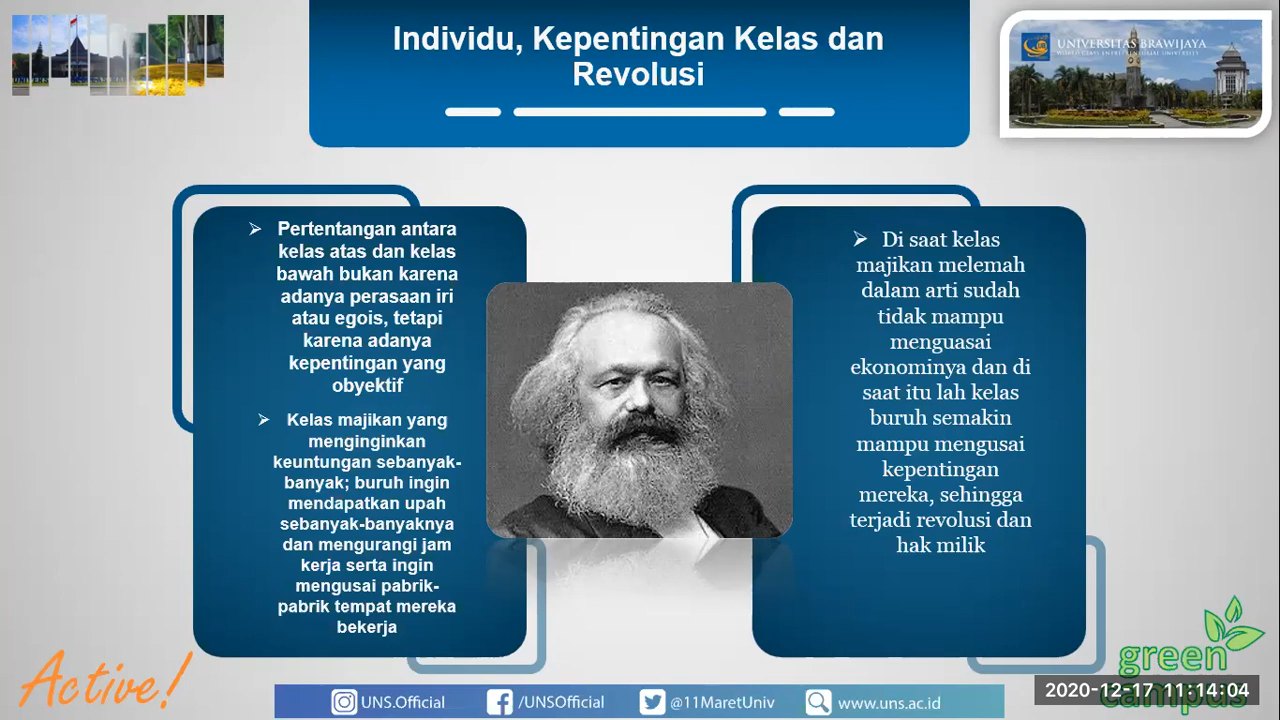 Individu, Kepentingan Kelas dan
Revolusi
UNIVERSITAS BRAWIJAYA
➢ Pertentangan antara
kelas atas dan kelas
bawah bukan karena
adanya perasaan iri
atau egois, tetapi
karena adanya
kepentingan yang
obyektif
➢ Kelas majikan yang
menginginkan
keuntungan sebanyak-
banyak; buruh ingin
mendapatkan upah
sebanyak-banyaknya
dan mengurangi jam
kerja serta ingin
mengusai pabrik-
pabrik tempat mereka
bekerja
➢ Di saat kelas
majikan melemah
dalam arti sudah
tidak mampu
menguasai
ekonominya dan di
saat itu lah kelas
buruh semakin
mampu mengusai
kepentingan
mereka, sehingga
terjadi revolusi dan
hak milik
Active!
UNS.Official
/UNSOfficial
@11MaretUniv
www.uns.ac.id
green
campus
2020-12-17 11:14:04